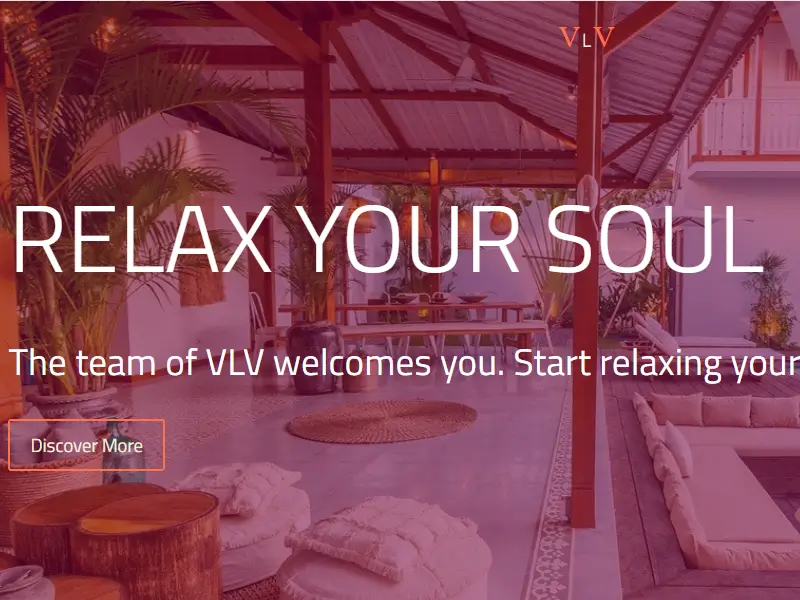 VLV
RELAX YOUR SOUL
The team of VLV welcomes you. Start relaxing your
Discover More